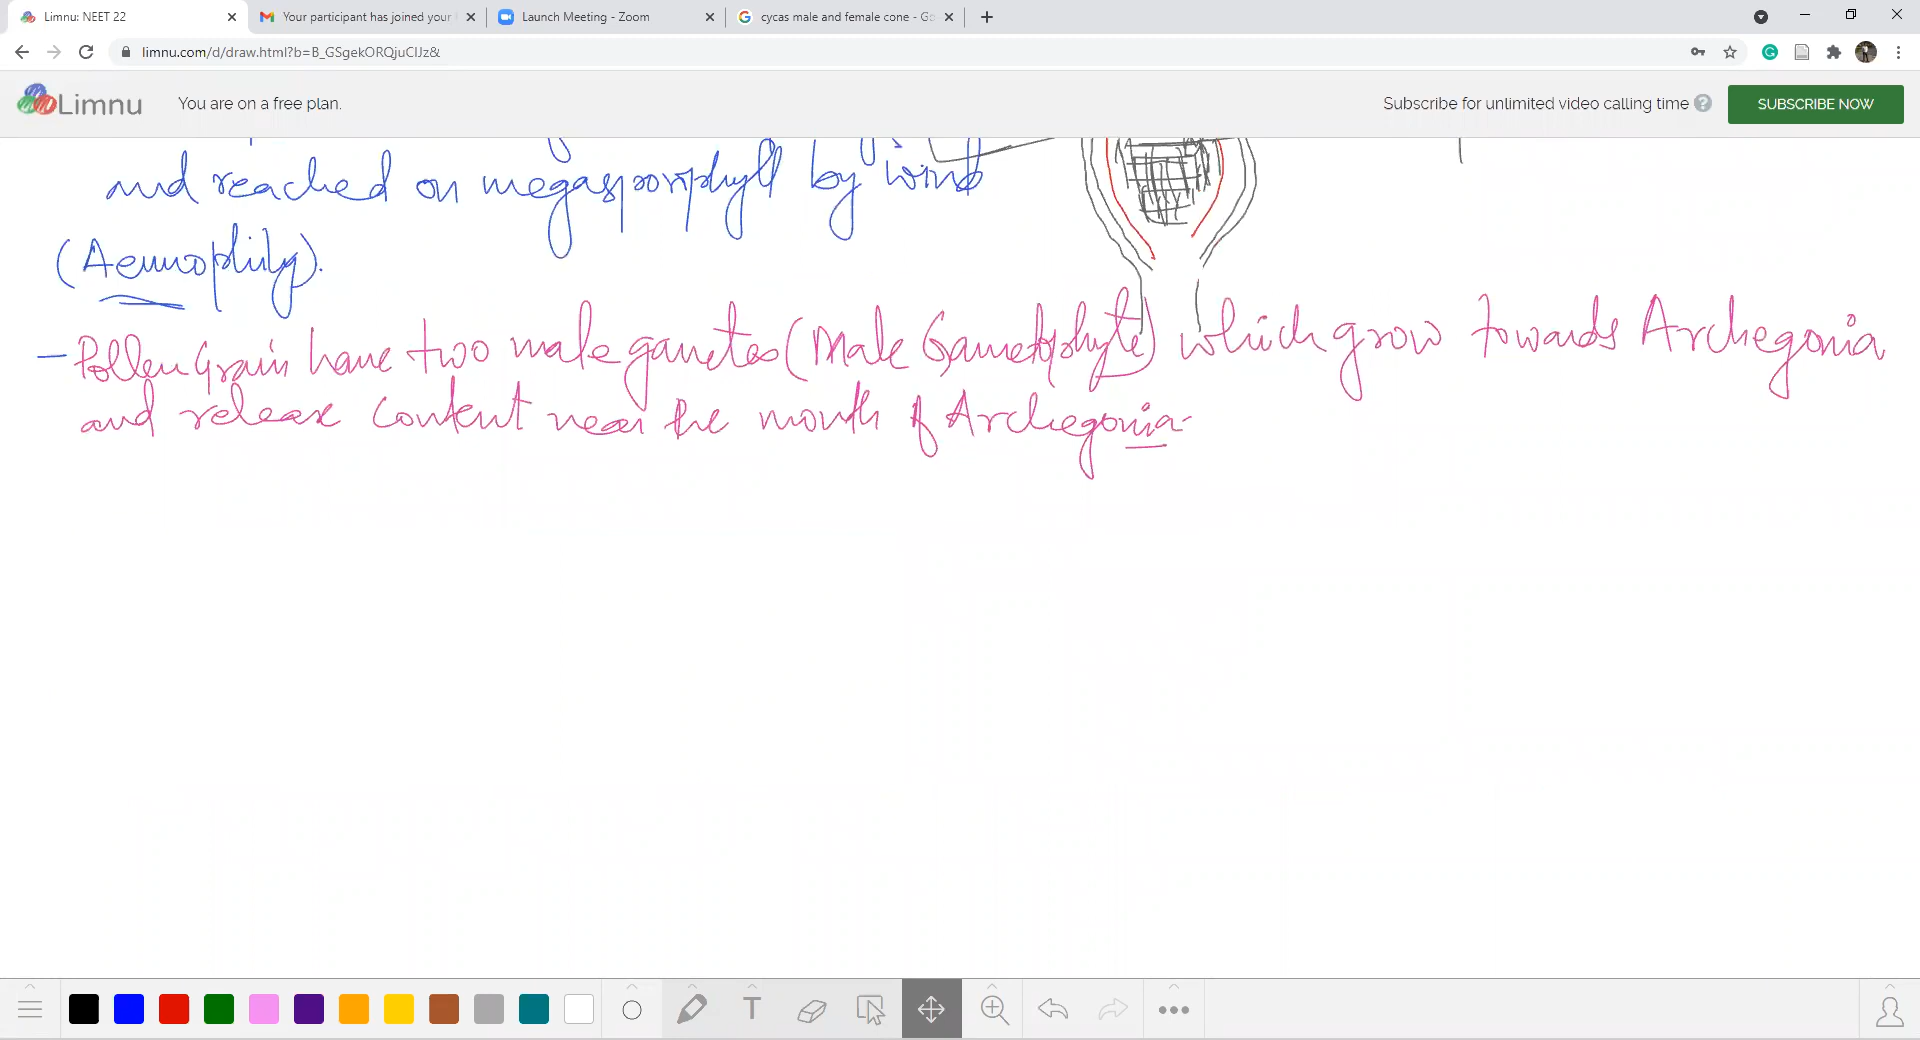 Limnu: NEET 22
Your participant has joined your
Launch Meeting - Zoom
cycas male and female cone - Go
limnu.com/d/draw.html?b=B_GSgekORQjuClJz&
Limnu
You are on a free plan.
Subscribe for unlimited video calling time ?
SUBSCRIBE NOW
and reached on megasporophyll by wind
(Aemophily).
- Pollen Grain have two male gametes (Male Gametophyte) which grow towards Archegonia
and release content near the mouth of Archegonia-
T